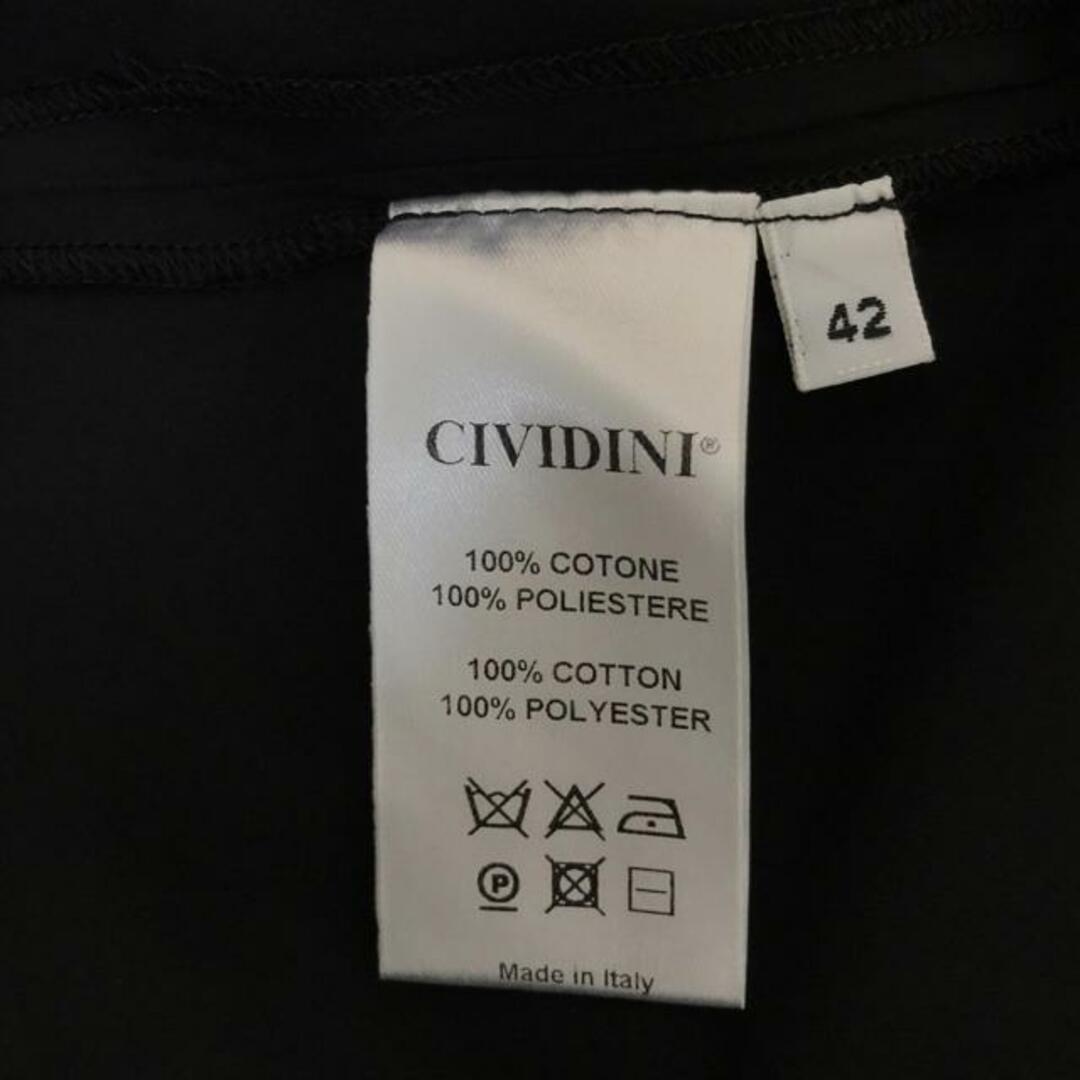 42
CIVIDINI®
100% COTONE
100% POLIESTERE
100% COTTON
100% POLYESTER
P
Made in Italy